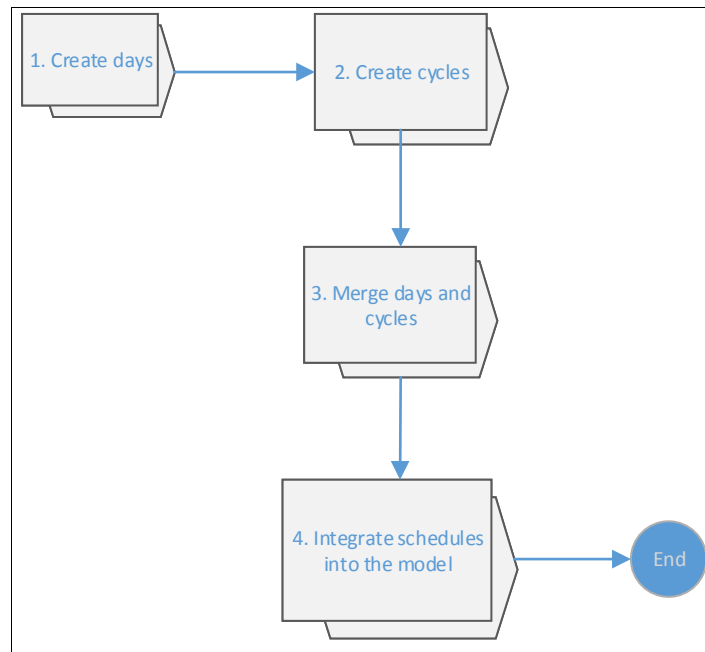 1. Create days
2. Create cycles
3. Merge days and
cycles
4. Integrate schedules
into the model
End